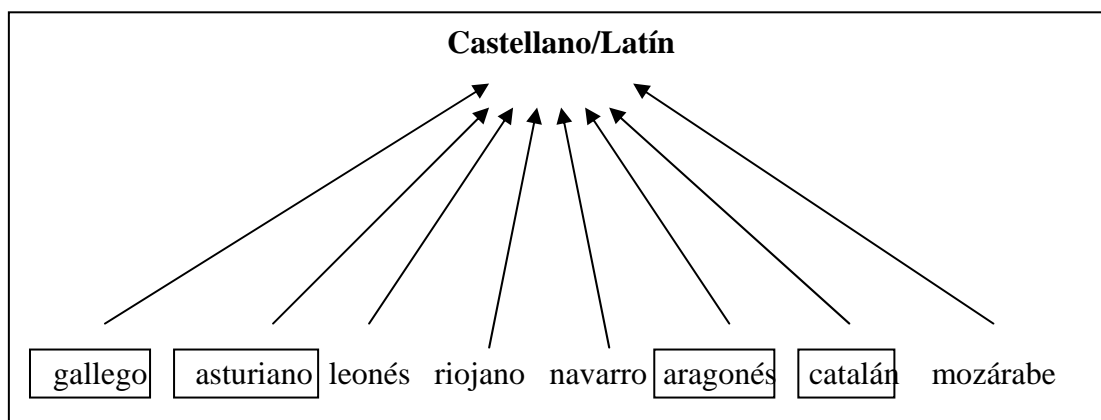 Castellano/Latín
gallego asturiano leonés riojano navarro aragonés catalán mozárabe